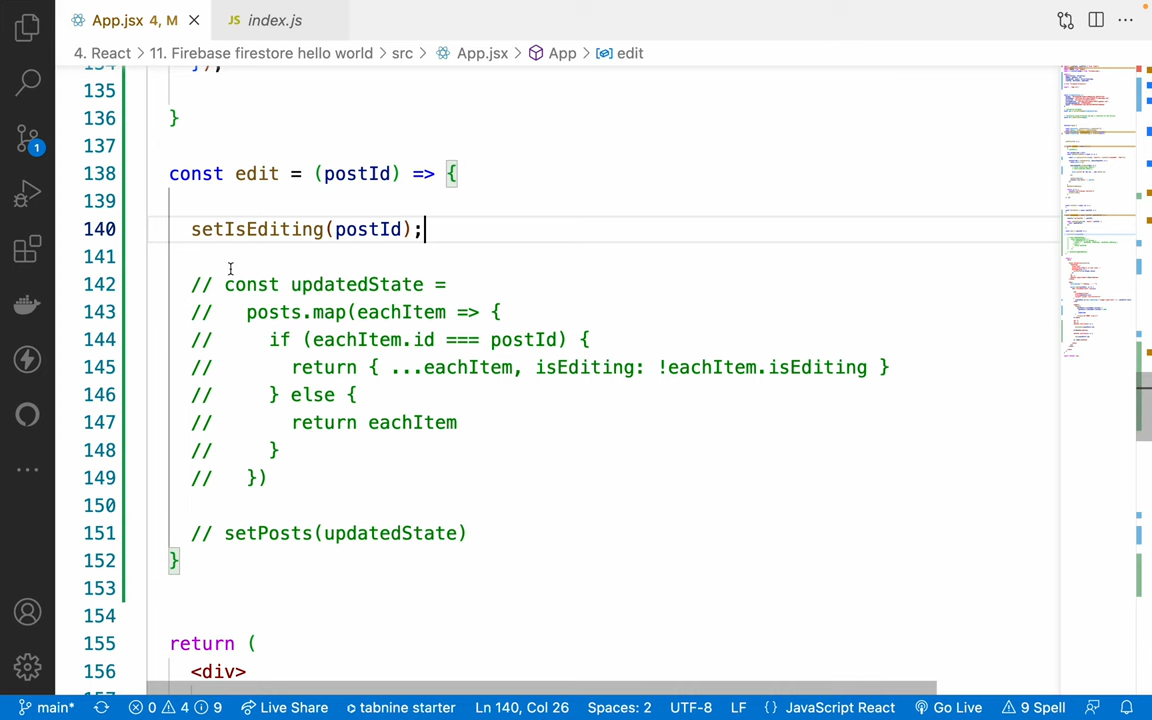 App.jsx 4, M
JS index.js
4. React > 11. Firebase firestore hello world > src > App.jsx > App > edit
135
136 }
137
138 const edit = (postId) => {
139
140 setIsEditing(postId);
141
142 // const updatedState =
143 // posts.map(eachItem => {
144 // if (eachItem.id === postId) {
145 // return { ...eachItem, isEditing: !eachItem.isEditing }
146 // } else {
147 // return eachItem
148 // }
149 // })
150
151 // setPosts(updatedState)
152 }
153
154
155 return (
156 <div>
1
main* 0 4 9 Live Share tabnine starter Ln 140, Col 26 Spaces: 2 UTF-8 LF {} JavaScript React Go Live 9 Spell